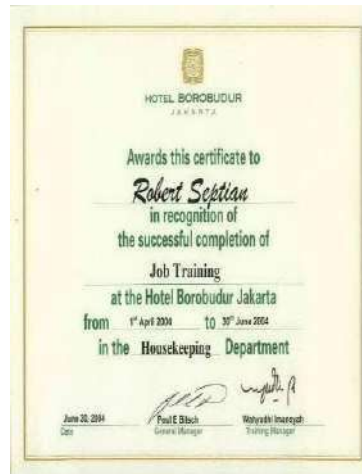 HOTEL BOROBUDUR
JAKARTA
Awards this certificate to
Robert Septian
in recognition of
the successful completion of
Job Training
at the Hotel Borobudur Jakarta
from 1st April 2004 to 30th June 2004
in the Housekeeping Department
June 30, 2004 Paul E Bitsch Wahyudhi Imansyah
Date General Manager Training Manager